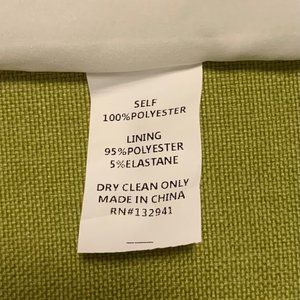 SELF
100%POLYESTER
LINING
95%POLYESTER
5%ELASTANE
DRY CLEAN ONLY
MADE IN CHINA
RN#132941